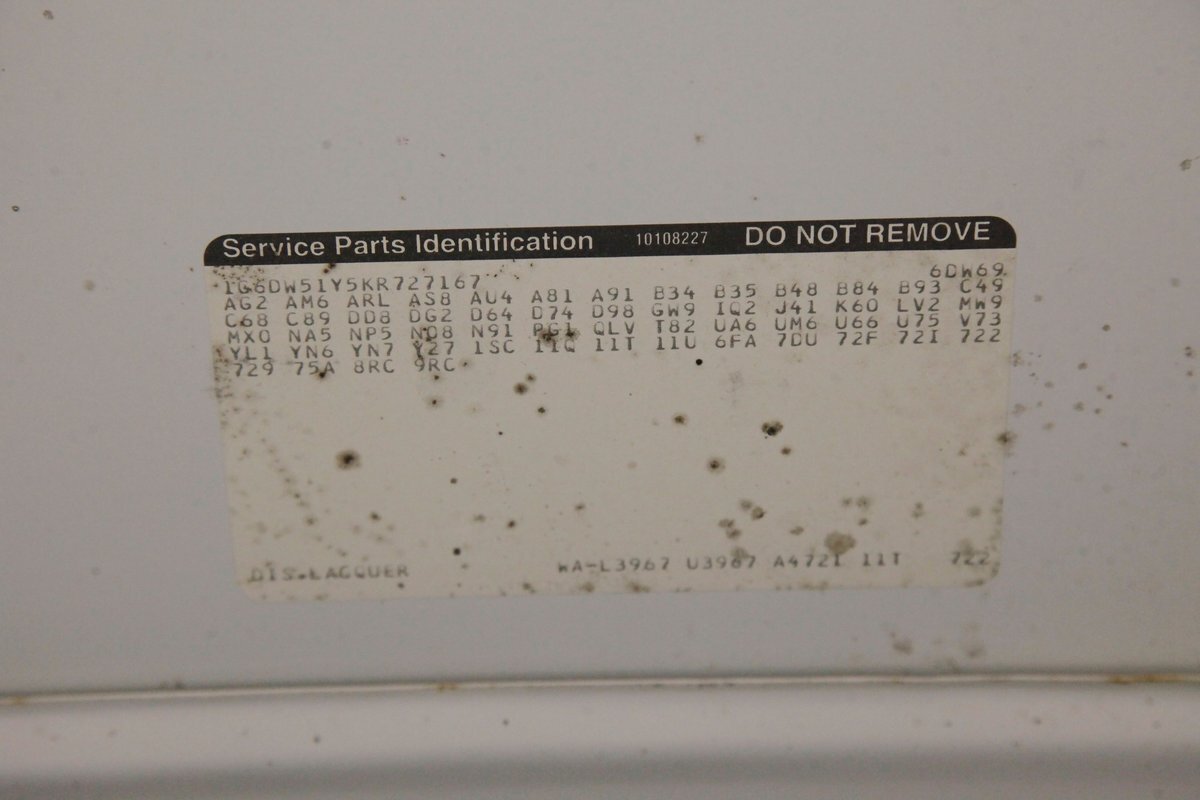 Service Parts Identification 10108227 DO NOT REMOVE
1G6DW51Y5KR727167 6DW69
AG2 AM6 ARL AS8 AU4 A81 A91 B34 B35 B48 B84 B93 C49
C68 C89 DD8 DG2 D64 D74 D98 GW9 IQ2 J41 K60 LV2 MW9
MX0 NA5 NP5 N91 PG1 QLV T82 UA6 UM6 U66 U75 V73
YL1 YN6 YN7 Y27 1SC 11Q 11T 11U 6FA 7DU 72F 72I 722
729 75A 8RC 9RC
DIS.LACQUER WA-L3967 U3967 A4721 11T 722